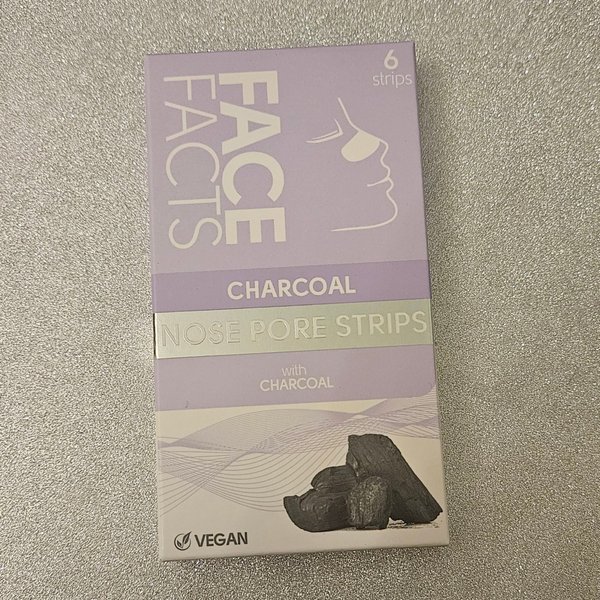 6
strips
FACE
FACTS
CHARCOAL
NOSE PORE STRIPS
with
CHARCOAL
VEGAN